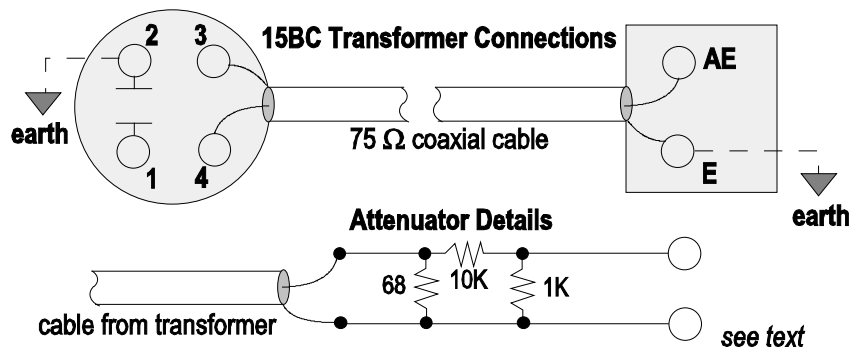 15BC Transformer Connections
2 3
AE
earth
75 Ω coaxial cable
1 4
E
earth
Attenuator Details
68 10K 1K
cable from transformer
see text